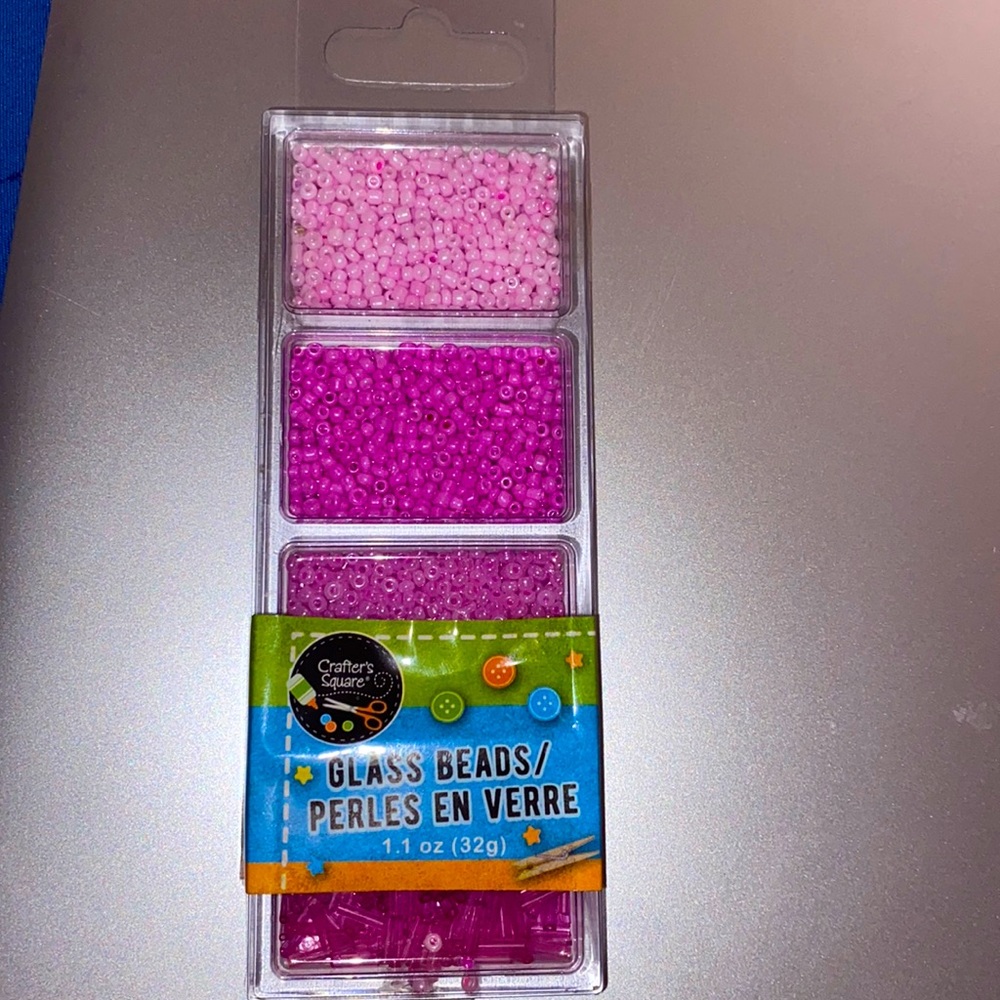 Crafter's
Square®
GLASS BEADS/
PERLES EN VERRE
1.1 oz (32g)